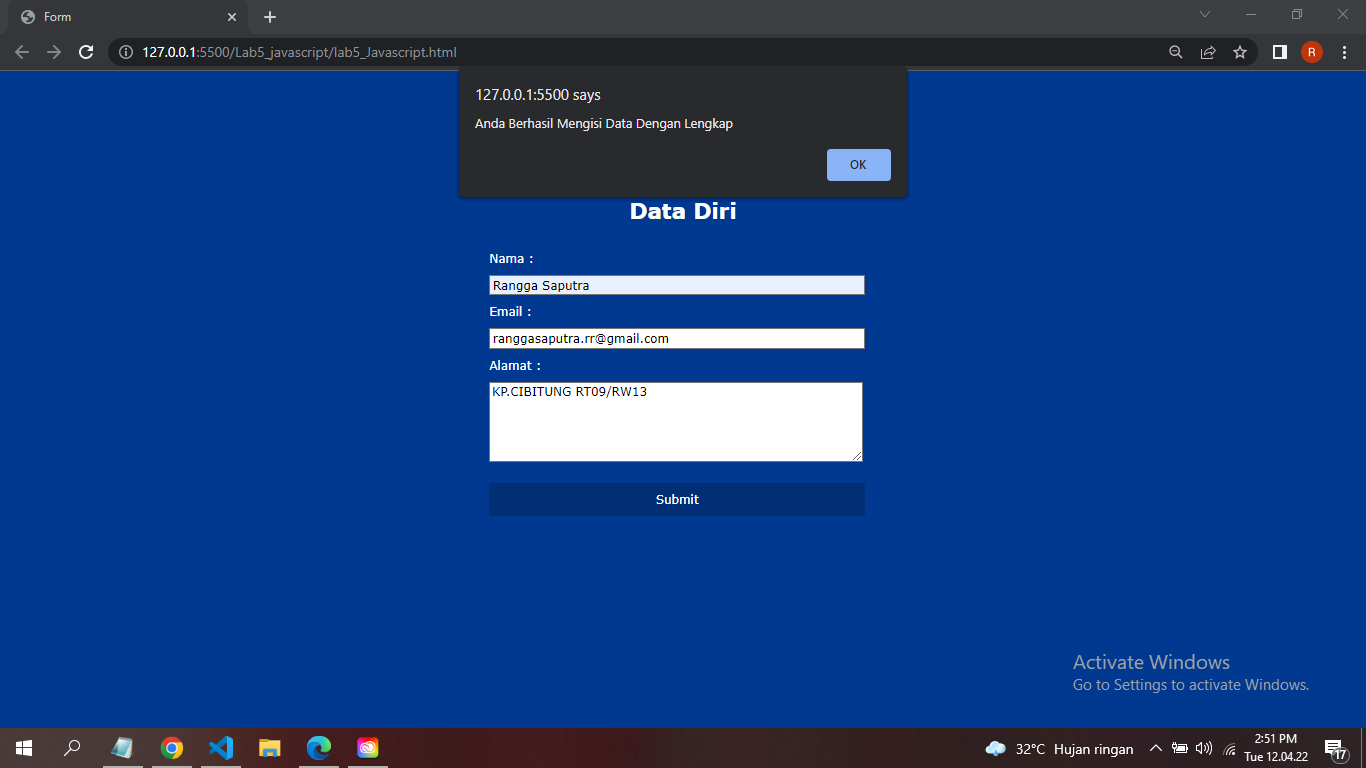 Form
127.0.0.1:5500/Lab5_javascript/lab5_Javascript.html
R
127.0.0.1:5500 says
Anda Berhasil Mengisi Data Dengan Lengkap
OK
Data Diri
Nama :
Rangga Saputra
Email :
ranggasaputra.rr@gmail.com
Alamat :
KP.CIBITUNG RT09/RW13
Submit
Activate Windows
Go to Settings to activate Windows.
32°C Hujan ringan
2:51 PM
Tue 12.04.22
17